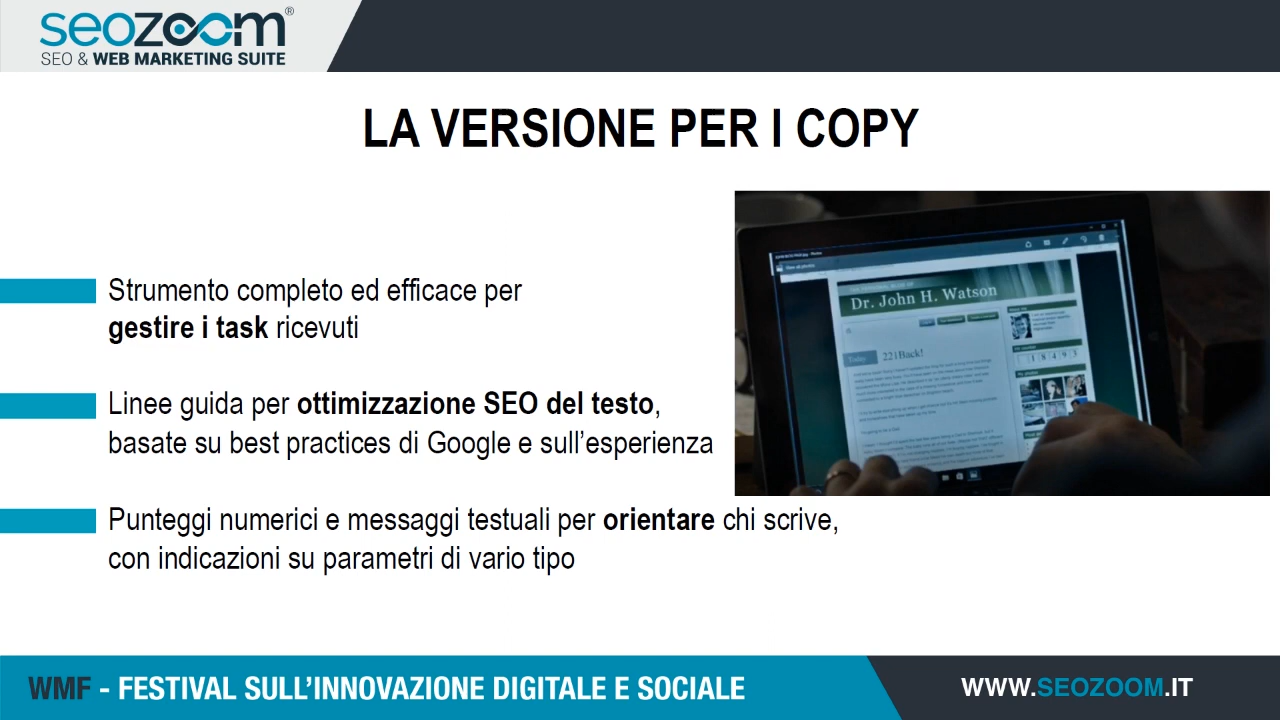 seozoom®
SEO & WEB MARKETING SUITE
LA VERSIONE PER I COPY
Strumento completo ed efficace per
gestire i task ricevuti
Linee guida per ottimizzazione SEO del testo,
basate su best practices di Google e sull’esperienza
Punteggi numerici e messaggi testuali per orientare chi scrive,
con indicazioni su parametri di vario tipo
Dr. John H. Watson
Today
221Back!
WMF - FESTIVAL SULL’INNOVAZIONE DIGITALE E SOCIALE
WWW.SEOZOOM.IT